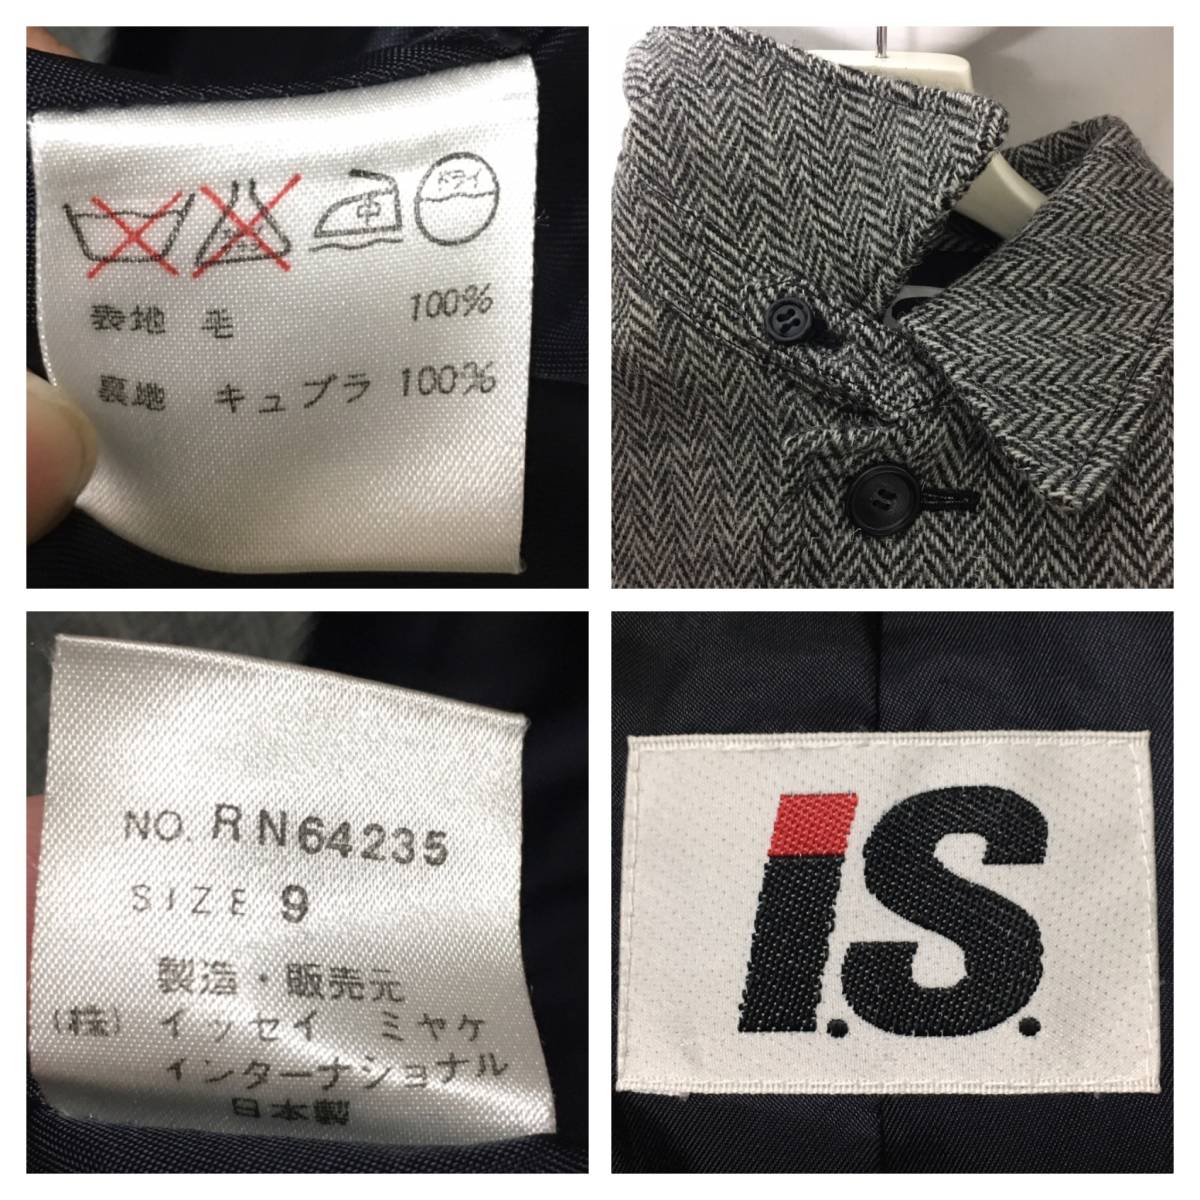 中
ドライ
表地 毛 100%
裏地 キュプラ 100%
NO. RN64235
SIZE 9
製造・販売元
(株) イッセイ ミヤケ
インターナショナル
日本製
I.S.